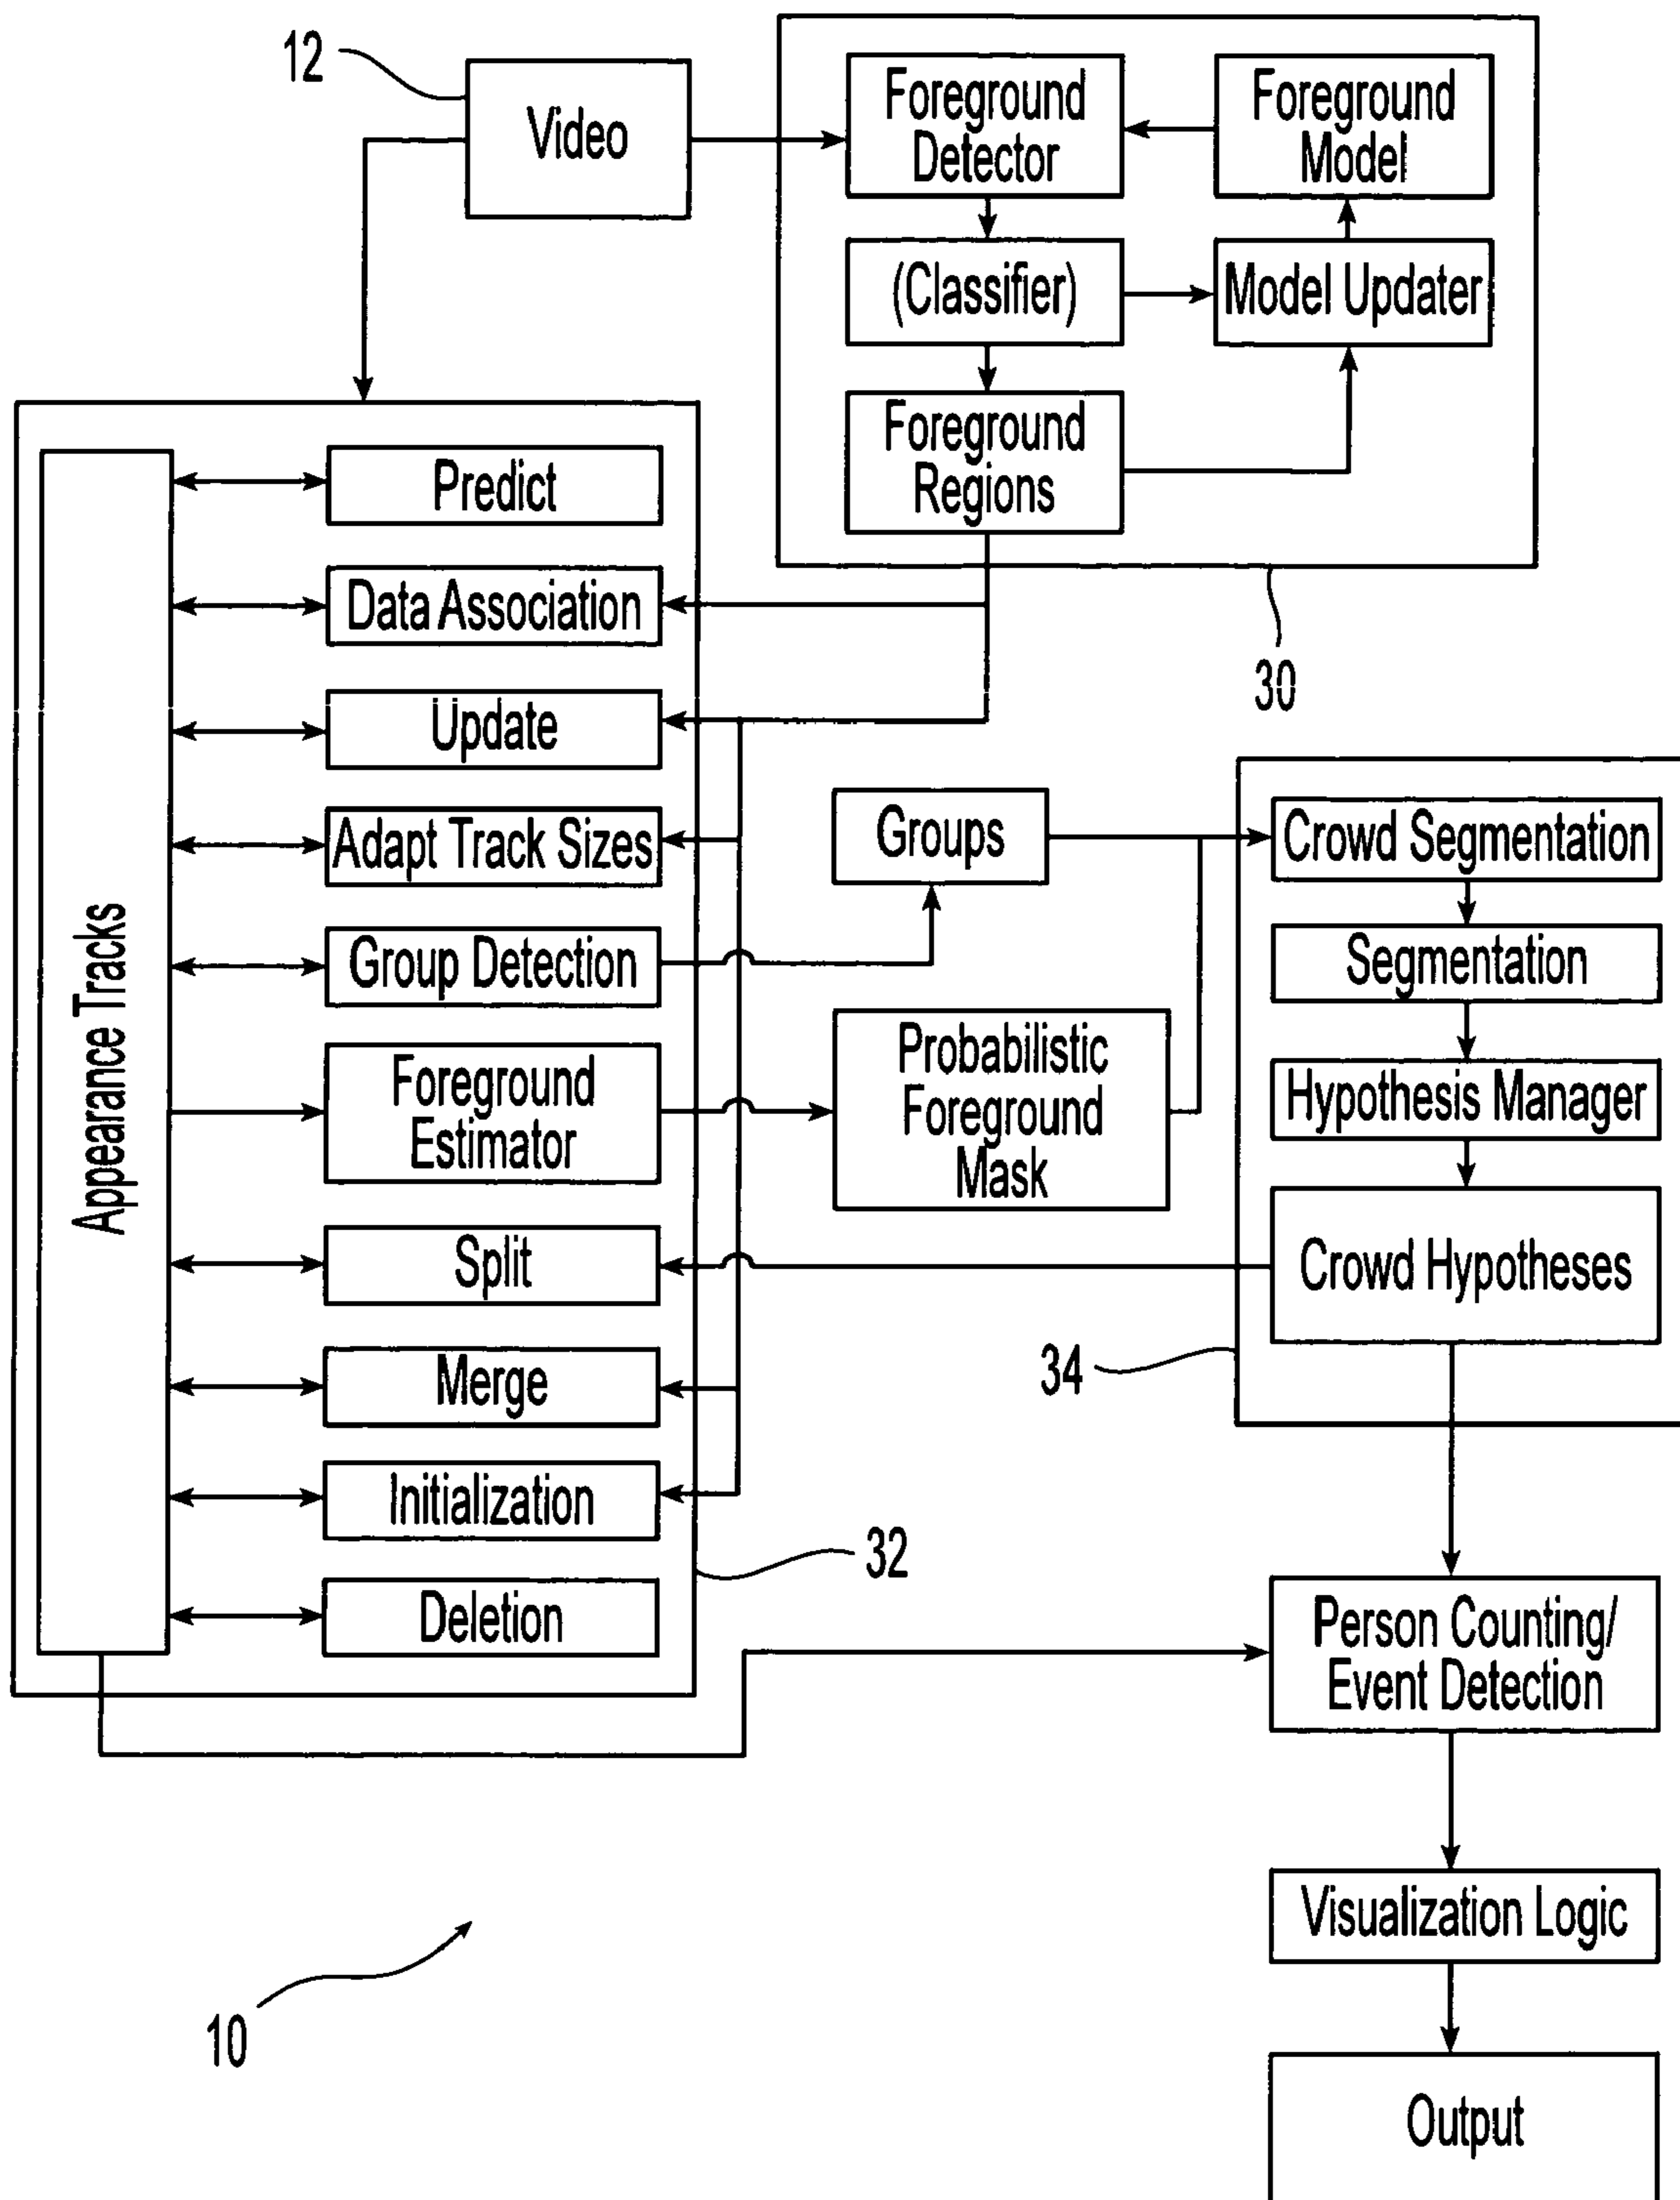 12
Video
Foreground
Detector
Foreground
Model
(Classifier)
Model Updater
Foreground
Regions
30
Appearance Tracks
Predict
Data Association
Update
Adapt Track Sizes
Group Detection
Foreground
Estimator
Split
Merge
Initialization
Deletion
32
Groups
Probabilistic
Foreground
Mask
Crowd Segmentation
Segmentation
Hypothesis Manager
Crowd Hypotheses
34
Person Counting/
Event Detection
Visualization Logic
Output
10